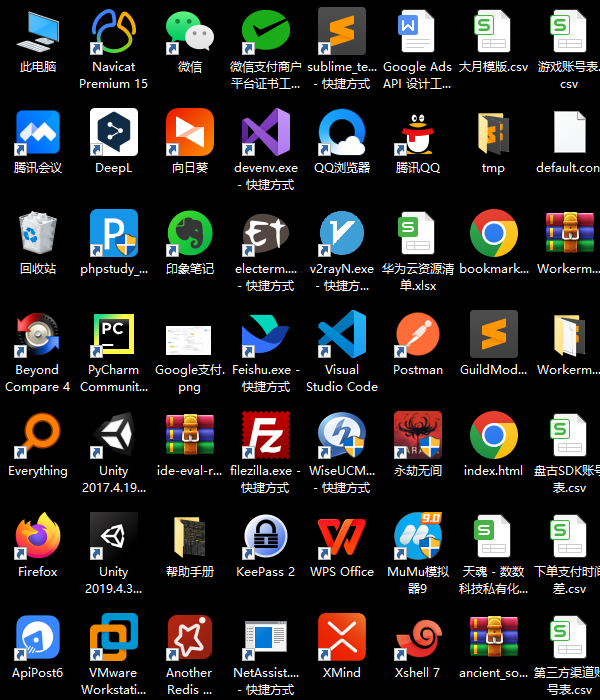 此电脑
Navicat
Premium 15
微信
微信支付商户
平台证书工...
sublime_te...
- 快捷方式
Google Ads
API 设计工...
大月模版.csv
游戏账号表.
csv
腾讯会议
DeepL
向日葵
devenv.exe
- 快捷方式
QQ浏览器
腾讯QQ
tmp
default.con
回收站
phpstudy_...
印象笔记
electerm....
- 快捷方式
v2rayN.exe
- 快捷方...
华为云资源清
单.xlsx
bookmark...
Workerm...
Beyond
Compare 4
PC
PyCharm
Communit...
Google支付.
png
Feishu.exe -
快捷方式
Visual
Studio Code
Postman
GuildMod...
Workerm...
Everything
Unity
2017.4.19...
ide-eval-r...
Fz
filezilla.exe -
快捷方式
WiseUCM...
- 快捷方式
永劫无间
index.html
盘古SDK账号
表.csv
Firefox
Unity
2019.4.3...
帮助手册
KeePass 2
WPS Office
9.0
MuMu模拟
器9
天魂 - 数数
科技私有化...
下单支付时间
差.csv
ApiPost6
VMware
Workstati...
Another
Redis ...
NetAssist....
- 快捷方式
XMind
Xshell 7
ancient_so...
第三方渠道账
号表.csv